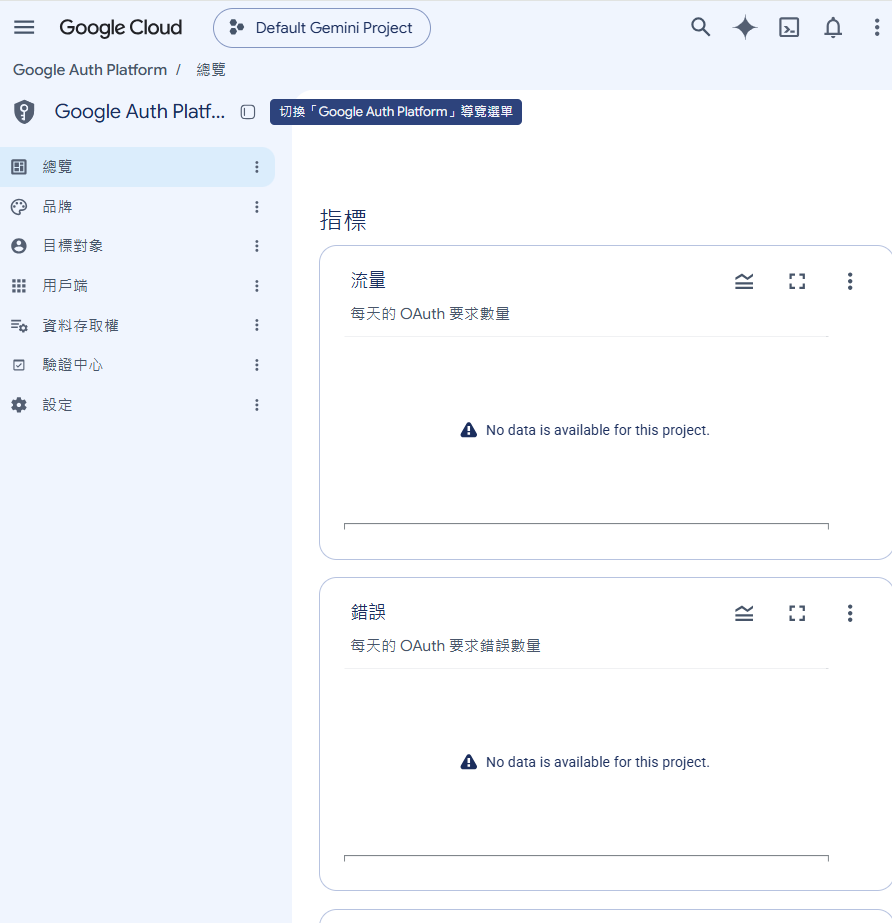 Google Cloud
Default Gemini Project
Google Auth Platform / 總覽
Google Auth Platf...
切換「Google Auth Platform」導覽選單
總覽
品牌
目標對象
用戶端
資料存取權
驗證中心
設定
指標
流量
每天的 OAuth 要求數量
No data is available for this project.
錯誤
每天的 OAuth 要求錯誤數量
No data is available for this project.